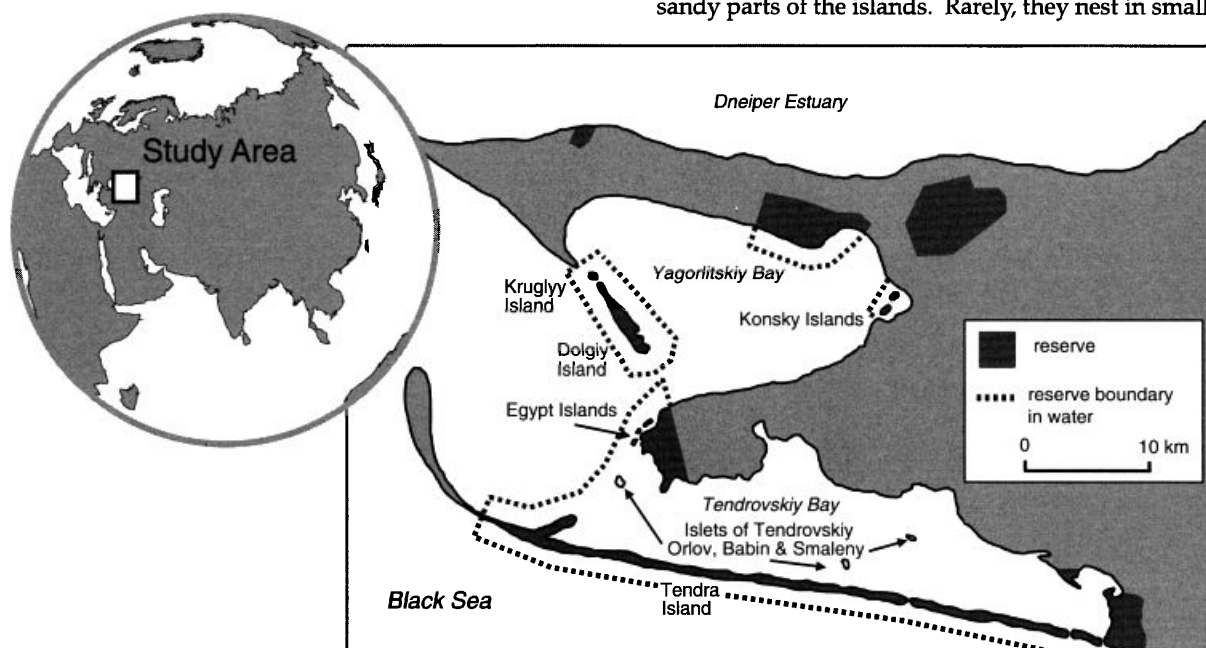 sandy parts of the islands. Rarely, they nest in small
Study Area
Dneiper Estuary
Yagorlitskiy Bay
Kruglyy
Island
Konsky Islands
Dolgiy
Island
Egypt Islands
reserve
reserve boundary
in water
0 10 km
Tendrovskiy Bay
Islets of Tendrovskiy
Orlov, Babin & Smaleny
Black Sea
Tendra
Island